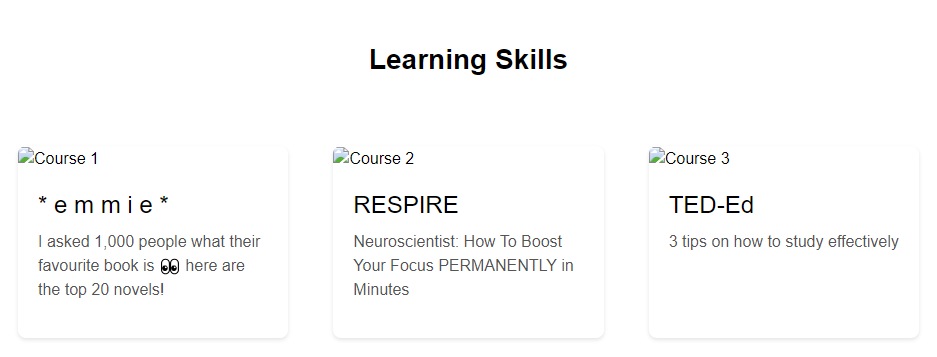 Learning Skills
Course 1
* e m m i e *
I asked 1,000 people what their
favourite book is 👀 here are
the top 20 novels!
Course 2
RESPIRE
Neuroscientist: How To Boost
Your Focus PERMANENTLY in
Minutes
Course 3
TED-Ed
3 tips on how to study effectively